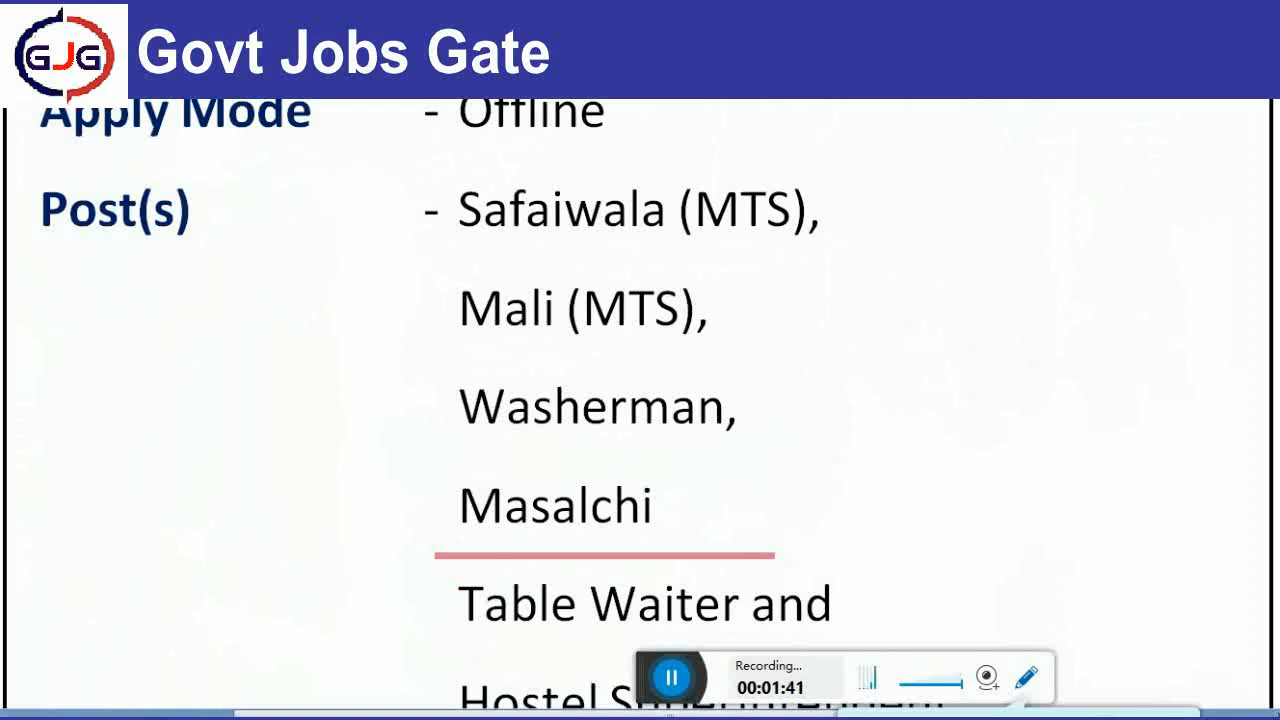 GJG Govt Jobs Gate
Apply Mode - Offline
Post(s) - Safaiwala (MTS),
Mali (MTS),
Washerman,
Masalchi
Table Waiter and
Recording...
Hostel
00:01:41